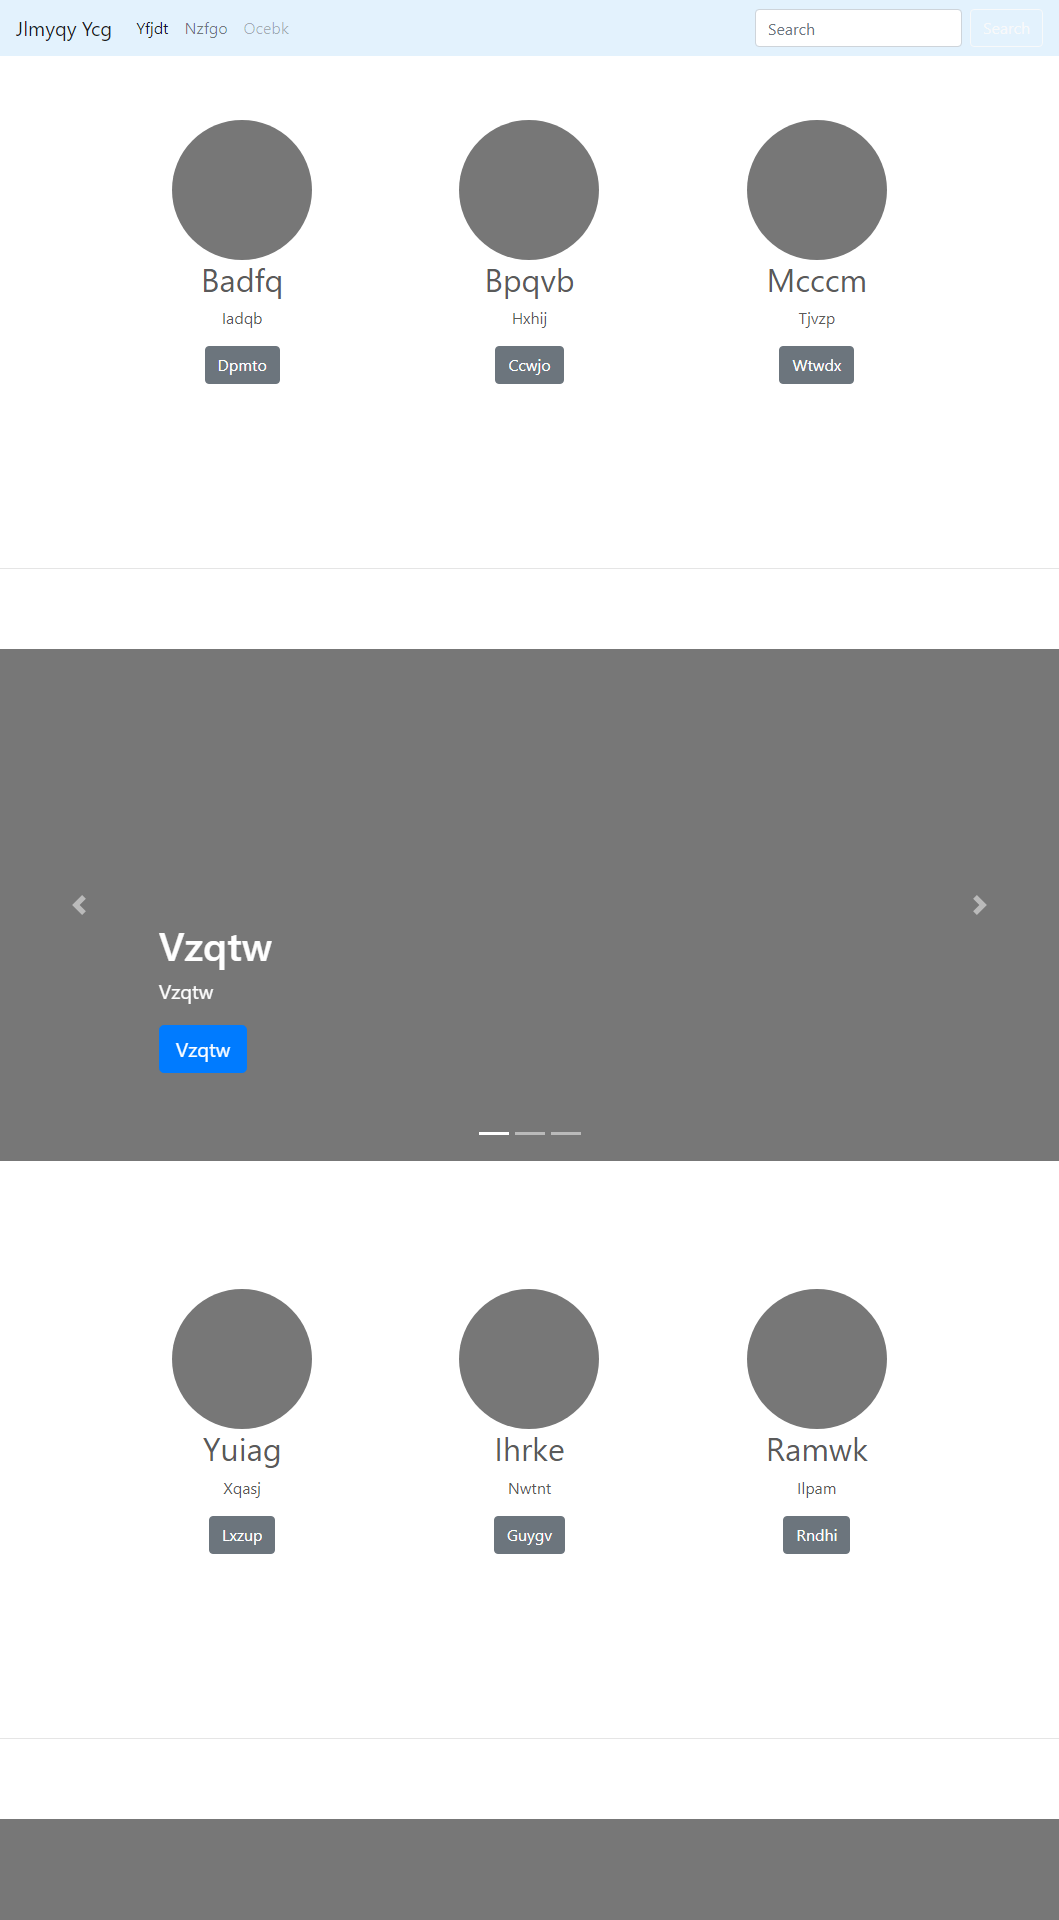 Jlmyqy Ycg Yfjdt Nzfgo Ocebk Search Search
Badfq Bpqvb Mcccm
Iadqb Hxhij Tjvzp
Dpmto Ccwjo Wtwdx
Vzqtw
Vzqtw
Vzqtw
Yuiag Ihrke Ramwk
Xqasj Nwtnt Ilpam
Lxzup Guygv Rndhi